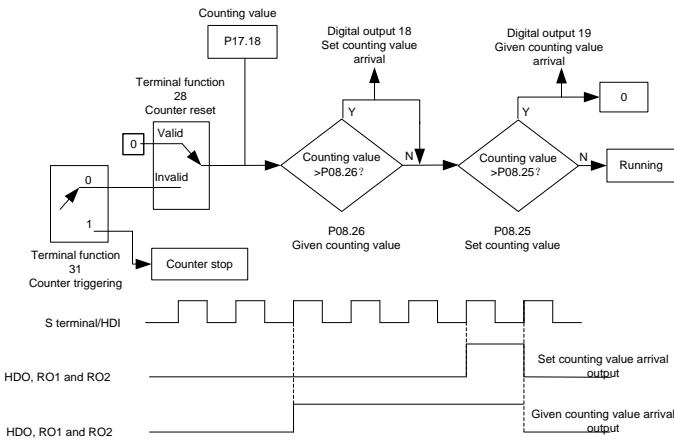 Counting value
P17.18
Digital output 18
Set counting value
arrival
Digital output 19
Given counting value
arrival
Terminal function
28
Counter reset
0
Valid
Invalid
Y
N
Counting value
>P08.26?
Y
N
Counting value
>P08.25?
0
Running
0
1
P08.26
Given counting value
P08.25
Set counting value
Terminal function
31
Counter triggering
Counter stop
S terminal/HDI
HDO, RO1 and RO2
Set counting value arrival
output
HDO, RO1 and RO2
Given counting value arrival
output